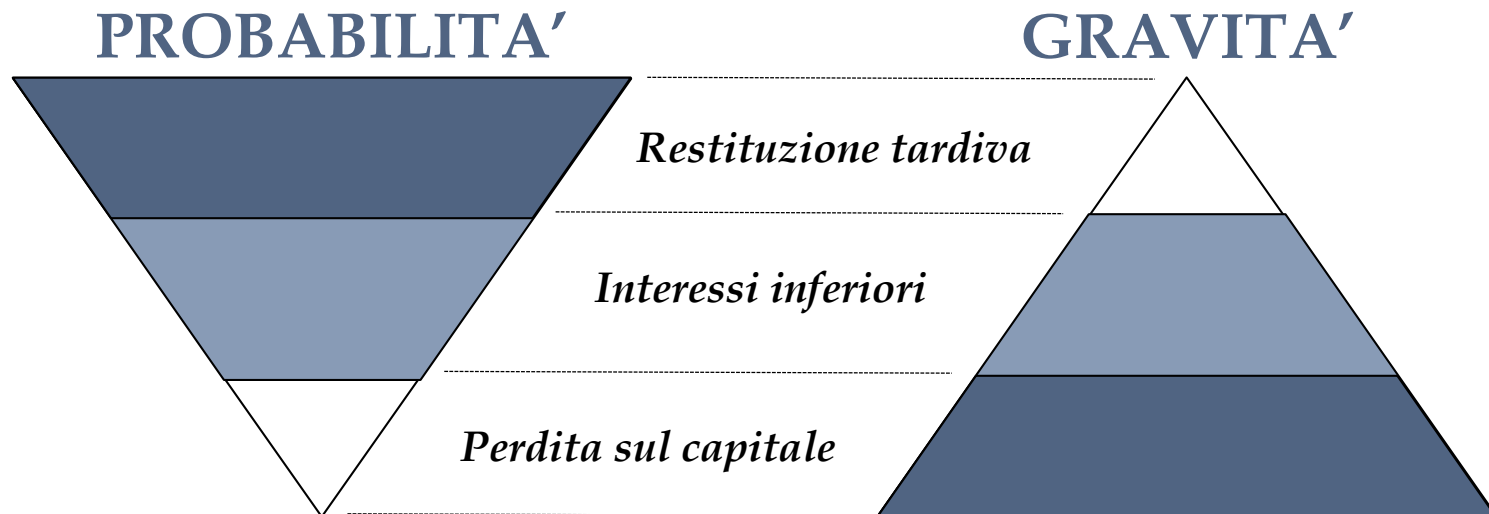 PROBABILITA’
GRAVITA’
Restituzione tardiva
Interessi inferiori
Perdita sul capitale